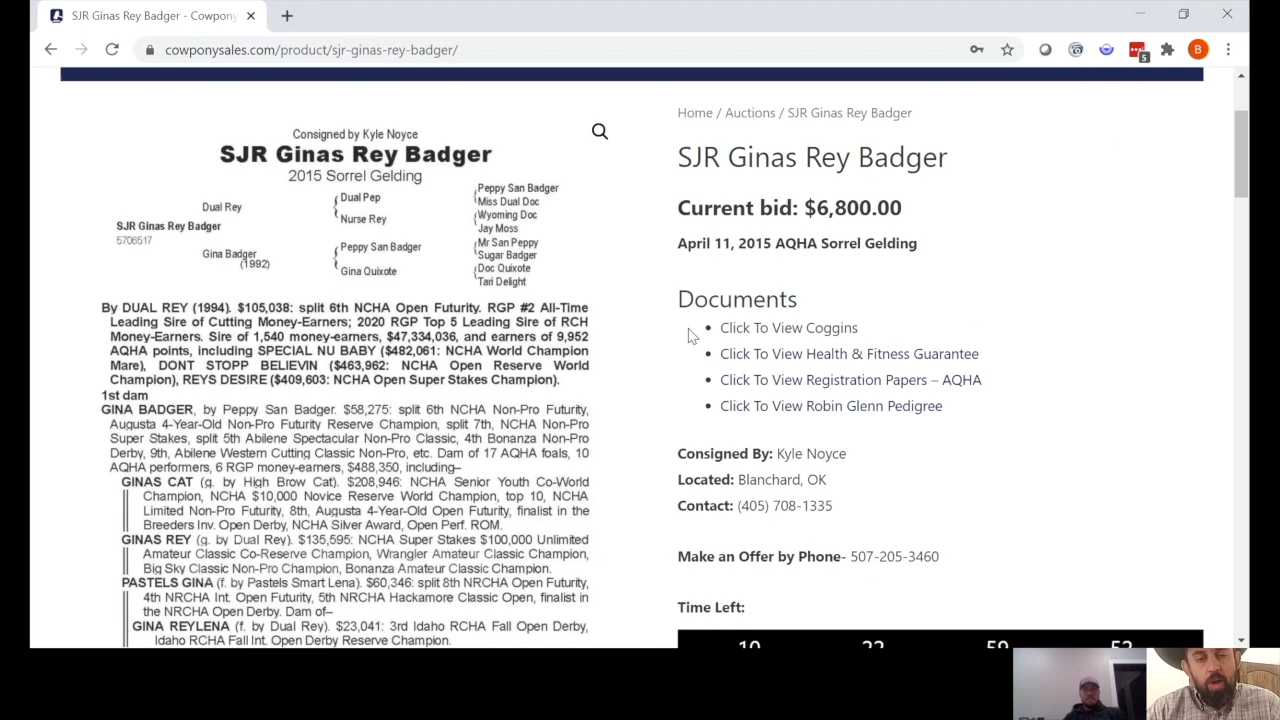 SJR Ginas Rey Badger - Cowpony
cowponysales.com/product/sjr-ginas-rey-badger/
B
5
Consigned by Kyle Noyce
SJR Ginas Rey Badger
2015 Sorrel Gelding
Peppy San Badger
Dual Pep
Miss Dual Doc
Dual Rey
Wyoming Doc
Nurse Rey
Jay Moss
SJR Ginas Rey Badger
5706517
Mr San Peppy
Peppy San Badger
Sugar Badger
Gina Badger
(1992)
Doc Quixote
Gina Quixote
Tari Delight
By DUAL REY (1994). $105,038: split 6th NCHA Open Futurity. RGP #2 All-Time
Leading Sire of Cutting Money-Earners; 2020 RGP Top 5 Leading Sire of RCH
Money-Earners. Sire of 1,540 money-earners, $47,334,036, and earners of 9,952
AQHA points, including SPECIAL NU BABY ($482,061: NCHA World Champion
Mare), DONT STOPP BELIEVIN ($463,962: NCHA Open Reserve World
Champion), REYS DESIRE ($409,603: NCHA Open Super Stakes Champion).
1st dam
GINA BADGER, by Peppy San Badger. $58,275: split 6th NCHA Non-Pro Futurity,
Augusta 4-Year-Old Non-Pro Futurity Reserve Champion, split 7th, NCHA Non-Pro
Super Stakes, split 5th Abilene Spectacular Non-Pro Classic, 4th Bonanza Non-Pro
Derby, 9th, Abilene Western Cutting Classic Non-Pro, etc. Dam of 17 AQHA foals, 10
AQHA performers, 6 RGP money-earners, $488,350, including–
GINAS CAT (g. by High Brow Cat). $208,946: NCHA Senior Youth Co-World
Champion, NCHA $10,000 Novice Reserve World Champion, top 10, NCHA
Limited Non-Pro Futurity, 8th, Augusta 4-Year-Old Open Futurity, finalist in the
Breeders Inv. Open Derby, NCHA Silver Award, Open Perf. ROM.
GINAS REY (g. by Dual Rey). $135,595: NCHA Super Stakes $100,000 Unlimited
Amateur Classic Co-Reserve Champion, Wrangler Amateur Classic Champion,
Big Sky Classic Non-Pro Champion, Bonanza Amateur Classic Champion.
PASTELS GINA (f. by Pastels Smart Lena). $60,346: split 8th NRCHA Open Futurity,
4th NRCHA Int. Open Futurity, 5th NRCHA Hackamore Classic Open, finalist in
the NRCHA Open Derby. Dam of–
GINA REYLENA (f. by Dual Rey). $23,041: 3rd Idaho RCHA Fall Open Derby,
Idaho RCHA Fall Int. Open Derby Reserve Champion.
Home / Auctions / SJR Ginas Rey Badger
SJR Ginas Rey Badger
Current bid: $6,800.00
April 11, 2015 AQHA Sorrel Gelding
Documents
Click To View Coggins
Click To View Health & Fitness Guarantee
Click To View Registration Papers – AQHA
Click To View Robin Glenn Pedigree
Consigned By: Kyle Noyce
Located: Blanchard, OK
Contact: (405) 708-1335
Make an Offer by Phone- 507-205-3460
Time Left:
10 22 59 52